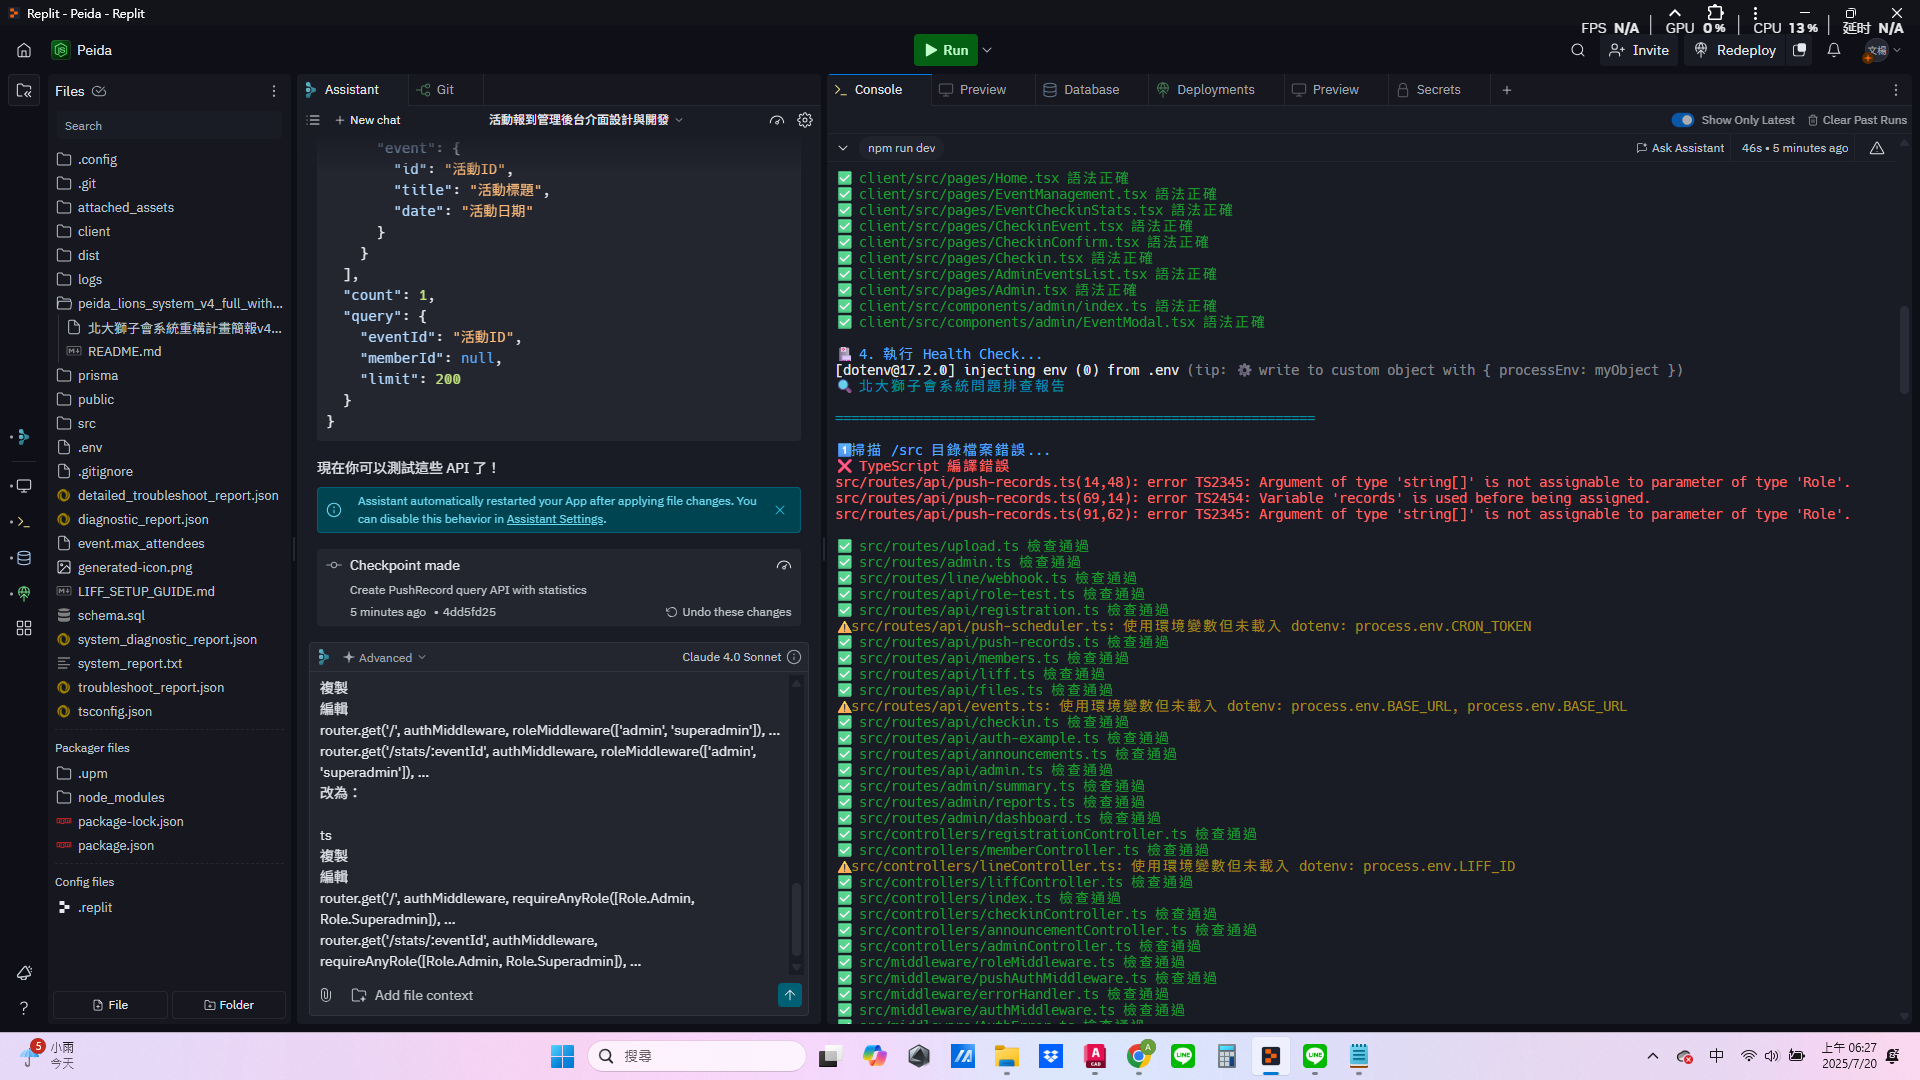 Replit - Peida - Replit
FPS N/A GPU 0% CPU 13% 延时 N/A
Peida
Run
Invite
Redeploy
文楊
Files
Search
.config
.git
attached_assets
client
dist
logs
peida_lions_system_v4_full_with...
北大獅子會系統重構計畫簡報v4...
README.md
prisma
public
src
.env
.gitignore
detailed_troubleshoot_report.json
diagnostic_report.json
event.max_attendees
generated-icon.png
LIFF_SETUP_GUIDE.md
schema.sql
system_diagnostic_report.json
system_report.txt
troubleshoot_report.json
tsconfig.json
Packager files
.upm
node_modules
package-lock.json
package.json
Config files
.replit
File
Folder
Assistant
Git
New chat
活動報到管理後台介面設計與開發
"event": {
"id": "活動ID",
"title": "活動標題",
"date": "活動日期"
}
}
],
"count": 1,
"query": {
"eventId": "活動ID",
"memberId": null,
"limit": 200
}
}
現在你可以測試這些 API 了！
Assistant automatically restarted your App after applying file changes. You
can disable this behavior in Assistant Settings.
Checkpoint made
Create PushRecord query API with statistics
5 minutes ago • 4dd5fd25
Undo these changes
Advanced
Claude 4.0 Sonnet
複製
編輯
router.get('/', authMiddleware, roleMiddleware(['admin', 'superadmin']), ...
router.get('/stats/:eventId', authMiddleware, roleMiddleware(['admin',
'superadmin']), ...
改為：
ts
複製
編輯
router.get('/', authMiddleware, requireAnyRole([Role.Admin,
Role.Superadmin]), ...
router.get('/stats/:eventId', authMiddleware,
requireAnyRole([Role.Admin, Role.Superadmin]), ...
Add file context
Console
Preview
Database
Deployments
Preview
Secrets
Show Only Latest
Clear Past Runs
npm run dev
Ask Assistant
46s • 5 minutes ago
✅ client/src/pages/Home.tsx 語法正確
✅ client/src/pages/EventManagement.tsx 語法正確
✅ client/src/pages/EventCheckinStats.tsx 語法正確
✅ client/src/pages/CheckinEvent.tsx 語法正確
✅ client/src/pages/CheckinConfirm.tsx 語法正確
✅ client/src/pages/Checkin.tsx 語法正確
✅ client/src/pages/AdminEventsList.tsx 語法正確
✅ client/src/pages/Admin.tsx 語法正確
✅ client/src/components/admin/index.ts 語法正確
✅ client/src/components/admin/EventModal.tsx 語法正確
4. 執行 Health Check...
[dotenv@17.2.0] injecting env (0) from .env (tip: ⚙️ write to custom object with { processEnv: myObject })
🔍 北大獅子會系統問題排查報告
============================================================
1️⃣掃描 /src 目錄檔案錯誤...
❌ TypeScript 編譯錯誤
src/routes/api/push-records.ts(14,48): error TS2345: Argument of type 'string[]' is not assignable to parameter of type 'Role'.
src/routes/api/push-records.ts(69,14): error TS2454: Variable 'records' is used before being assigned.
src/routes/api/push-records.ts(91,62): error TS2345: Argument of type 'string[]' is not assignable to parameter of type 'Role'.
✅ src/routes/upload.ts 檢查通過
✅ src/routes/admin.ts 檢查通過
✅ src/routes/line/webhook.ts 檢查通過
✅ src/routes/api/role-test.ts 檢查通過
✅ src/routes/api/registration.ts 檢查通過
⚠️src/routes/api/push-scheduler.ts: 使用環境變數但未載入 dotenv: process.env.CRON_TOKEN
✅ src/routes/api/push-records.ts 檢查通過
✅ src/routes/api/members.ts 檢查通過
✅ src/routes/api/liff.ts 檢查通過
✅ src/routes/api/files.ts 檢查通過
⚠️src/routes/api/events.ts: 使用環境變數但未載入 dotenv: process.env.BASE_URL, process.env.BASE_URL
✅ src/routes/api/checkin.ts 檢查通過
✅ src/routes/api/auth-example.ts 檢查通過
✅ src/routes/api/announcements.ts 檢查通過
✅ src/routes/api/admin.ts 檢查通過
✅ src/routes/admin/summary.ts 檢查通過
✅ src/routes/admin/reports.ts 檢查通過
✅ src/routes/admin/dashboard.ts 檢查通過
✅ src/controllers/registrationController.ts 檢查通過
✅ src/controllers/memberController.ts 檢查通過
⚠️src/controllers/lineController.ts: 使用環境變數但未載入 dotenv: process.env.LIFF_ID
✅ src/controllers/liffController.ts 檢查通過
✅ src/controllers/index.ts 檢查通過
✅ src/controllers/checkinController.ts 檢查通過
✅ src/controllers/announcementController.ts 檢查通過
✅ src/controllers/adminController.ts 檢查通過
✅ src/middleware/roleMiddleware.ts 檢查通過
✅ src/middleware/pushAuthMiddleware.ts 檢查通過
✅ src/middleware/errorHandler.ts 檢查通過
✅ src/middleware/authMiddleware.ts 檢查通過
5
小雨
今天
搜尋
中
上午 06:27
2025/7/20